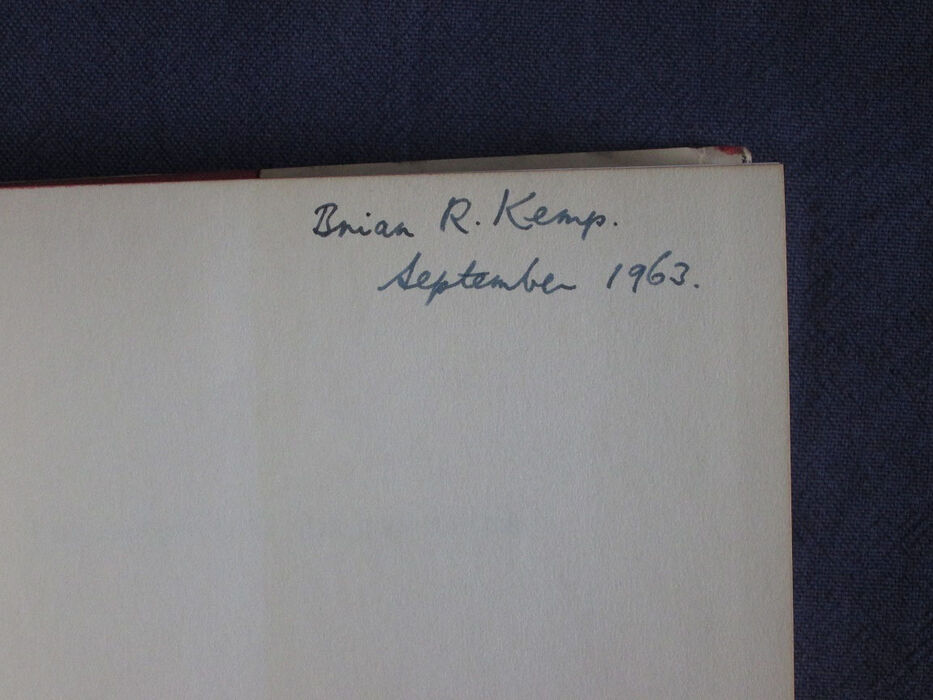 Brian R. Kemp.
September 1963.